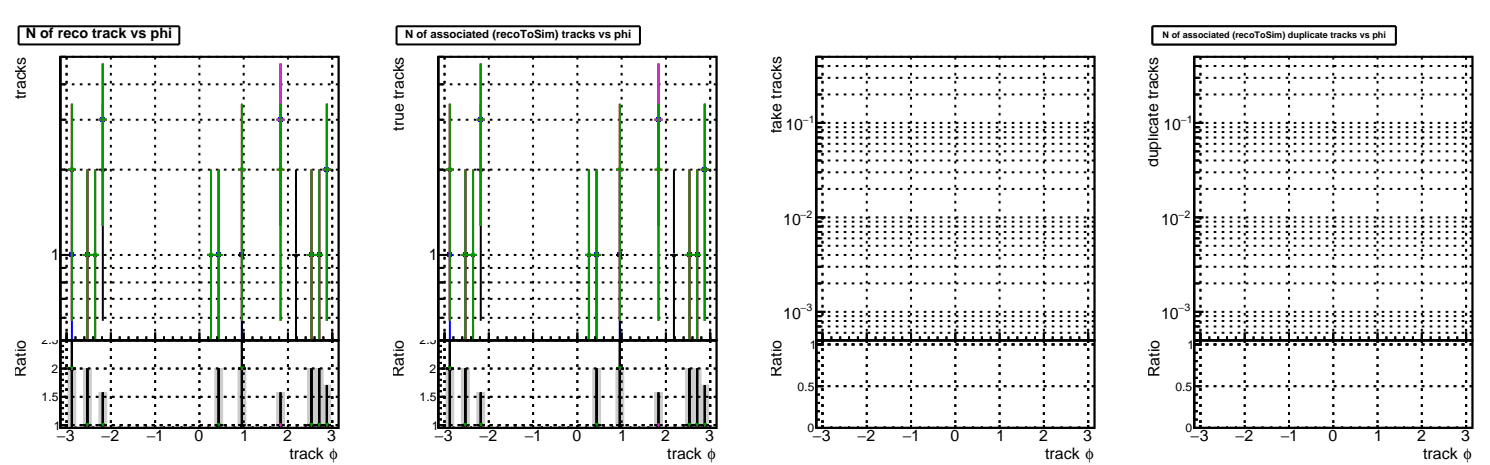 N of reco track vs phi
tracks
1
Ratio
2.5
2
1.5
1
−3 −2 −1 0 1 2 3
track ϕ
N of associated (recoToSim) tracks vs phi
true tracks
1
Ratio
2.5
2
1.5
1
−3 −2 −1 0 1 2 3
track ϕ
fake tracks
10−1
10−2
10−3
Ratio
1
0.5
0
−3 −2 −1 0 1 2 3
track ϕ
N of associated (recoToSim) duplicate tracks vs phi
duplicate tracks
10−1
10−2
10−3
Ratio
1
0.5
0
−3 −2 −1 0 1 2 3
track ϕ